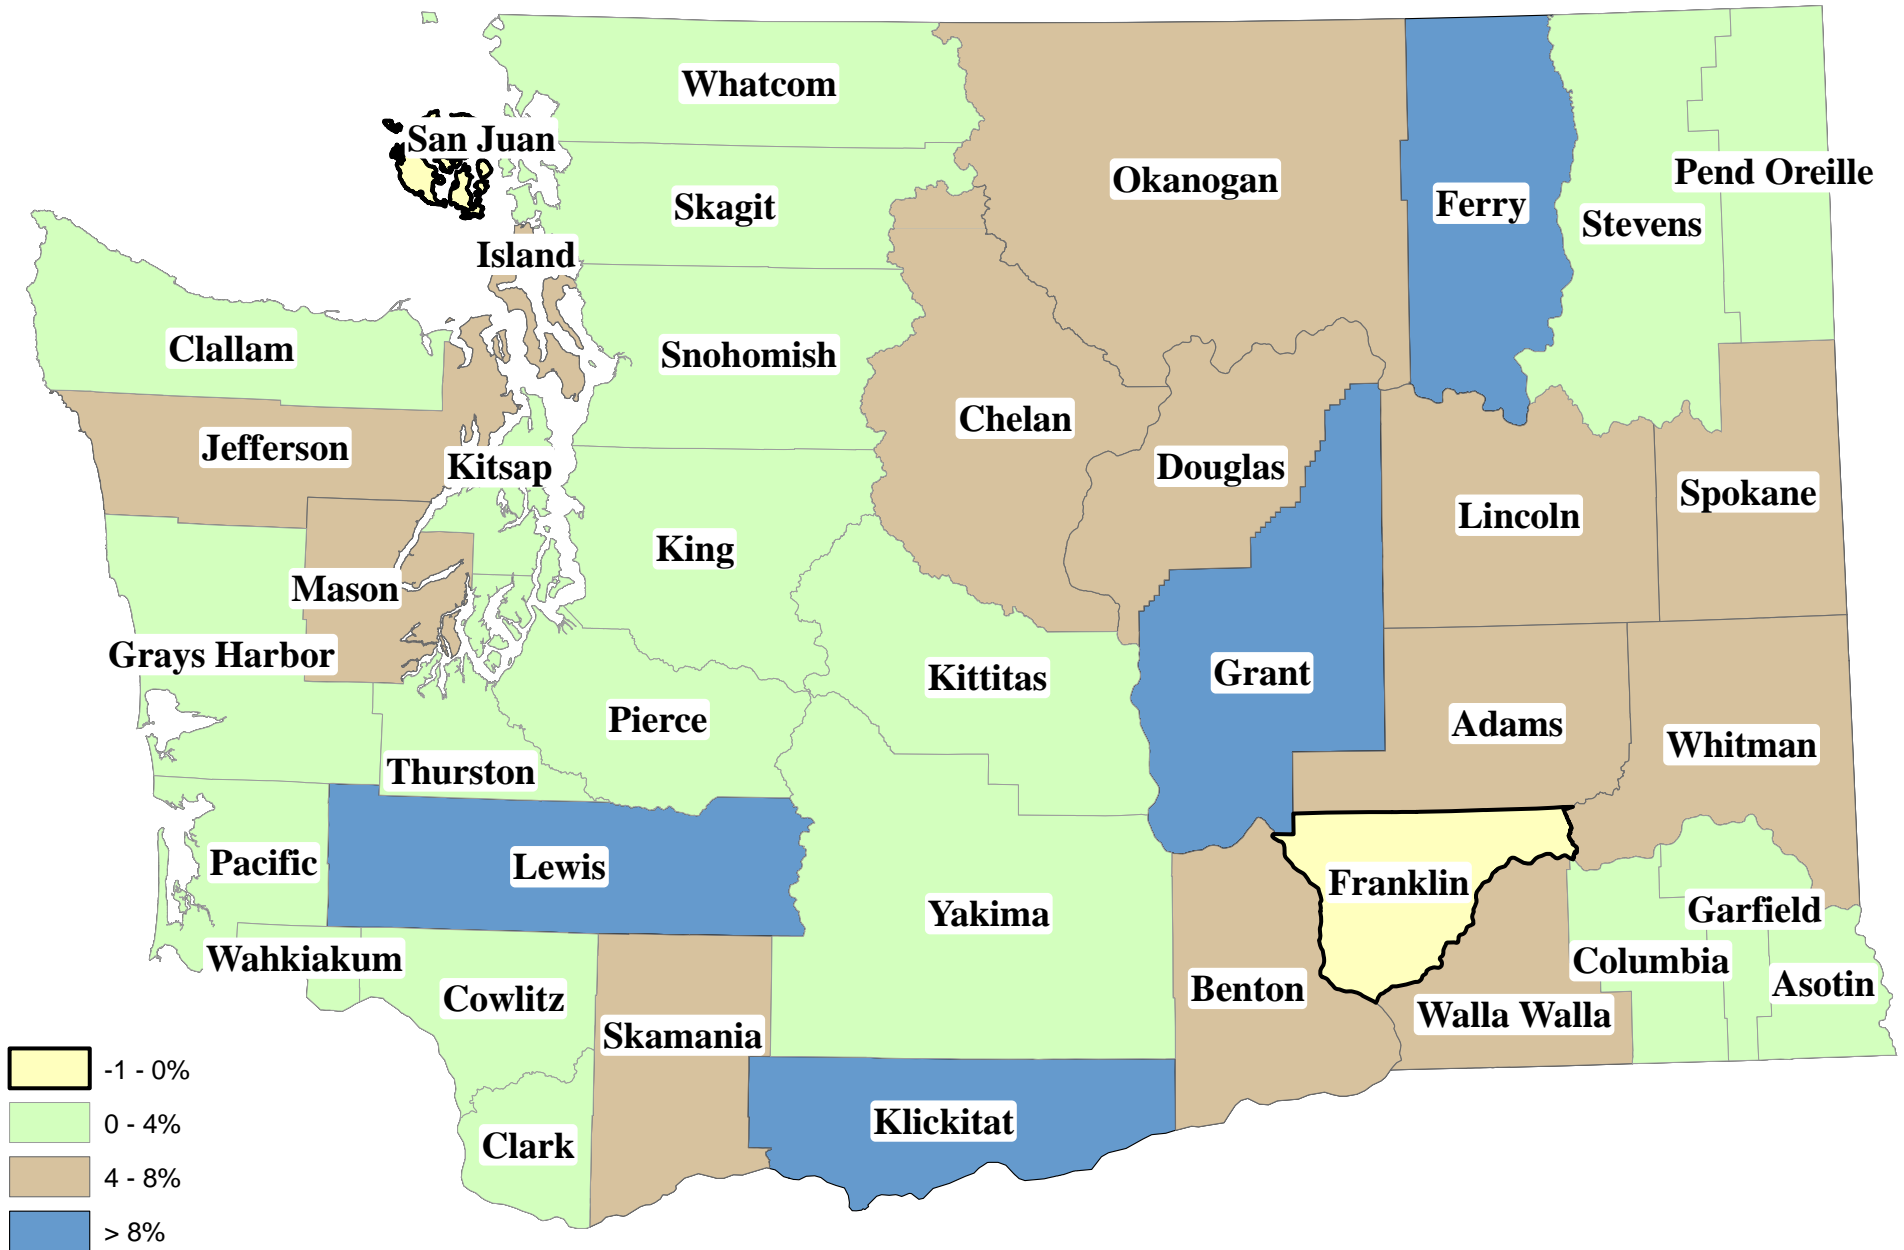 Whatcom
San Juan
Okanogan
Pend Oreille
Skagit
Ferry
Stevens
Island
Clallam
Snohomish
Chelan
Jefferson
Kitsap
Douglas
Spokane
Lincoln
King
Mason
Grays Harbor
Kittitas
Grant
Pierce
Adams
Whitman
Thurston
Pacific
Lewis
Franklin
Yakima
Garfield
Wahkiakum
Columbia
Asotin
Benton
Cowlitz
Walla Walla
Skamania
Klickitat
Clark
-1 - 0%
0 - 4%
4 - 8%
> 8%